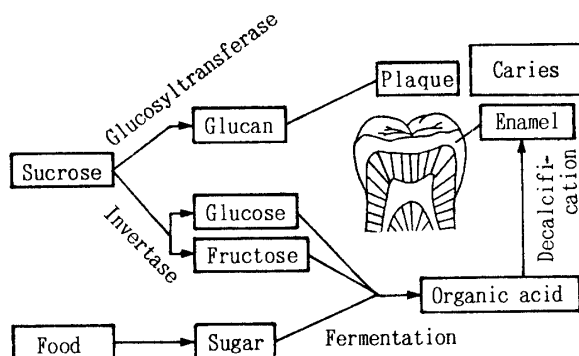 Glucosyltransferase
Plaque
Caries
Glucan
Enamel
Sucrose
Decalcifi-
cation
Invertase
Glucose
Fructose
Organic acid
Food
Sugar
Fermentation